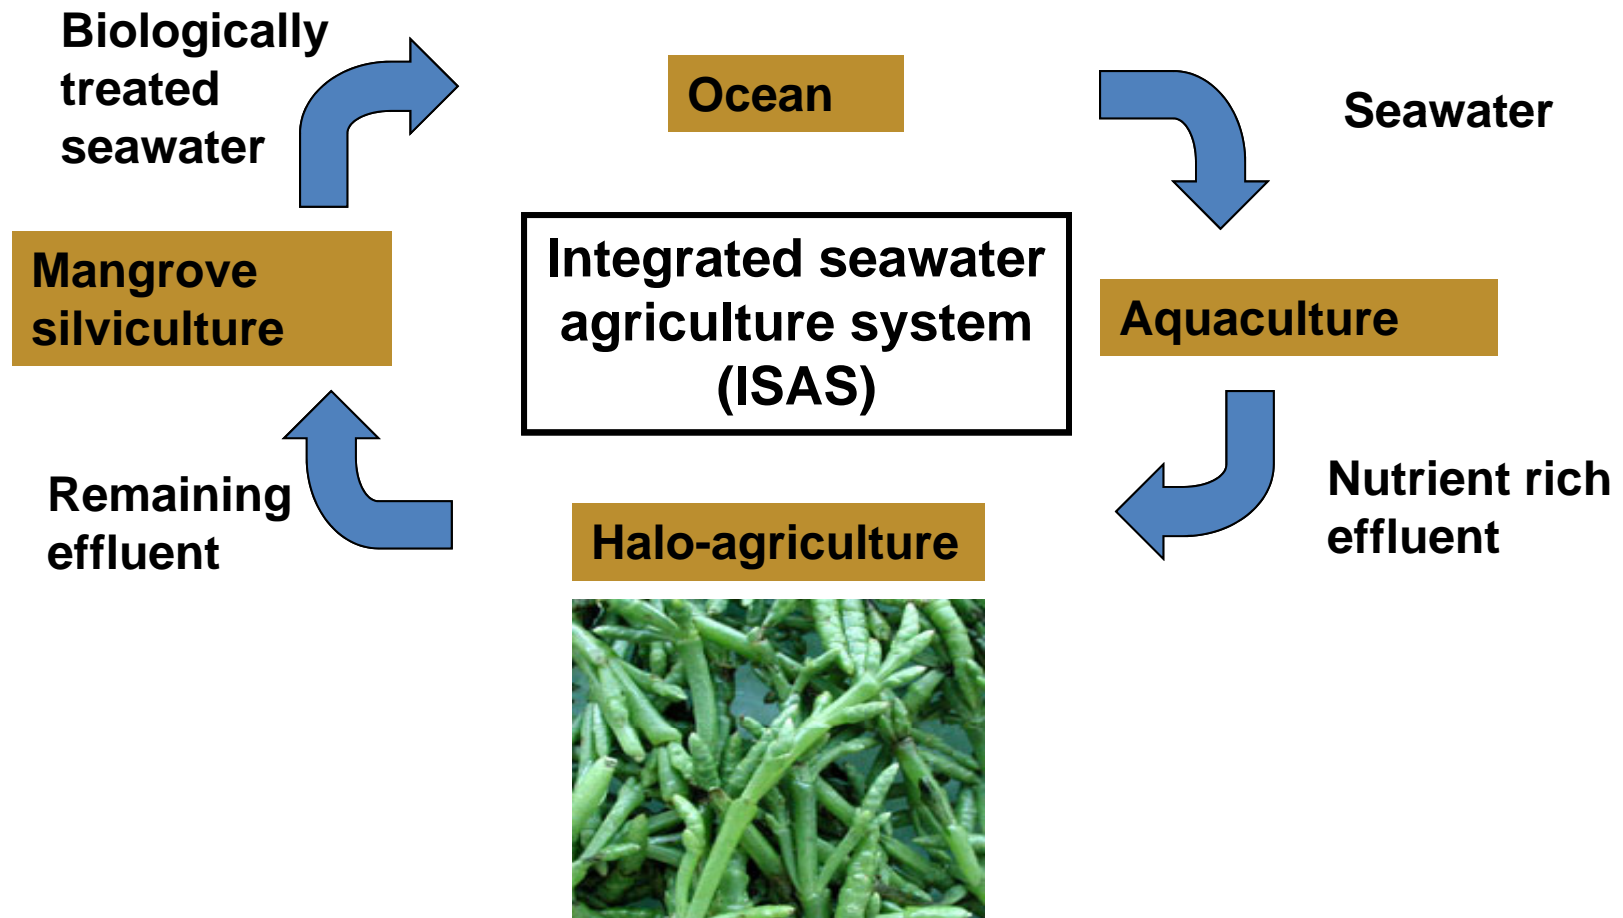 Biologically
treated
seawater
Ocean
Seawater
Mangrove
silviculture
Integrated seawater
agriculture system
(ISAS)
Aquaculture
Remaining
effluent
Halo-agriculture
Nutrient rich
effluent